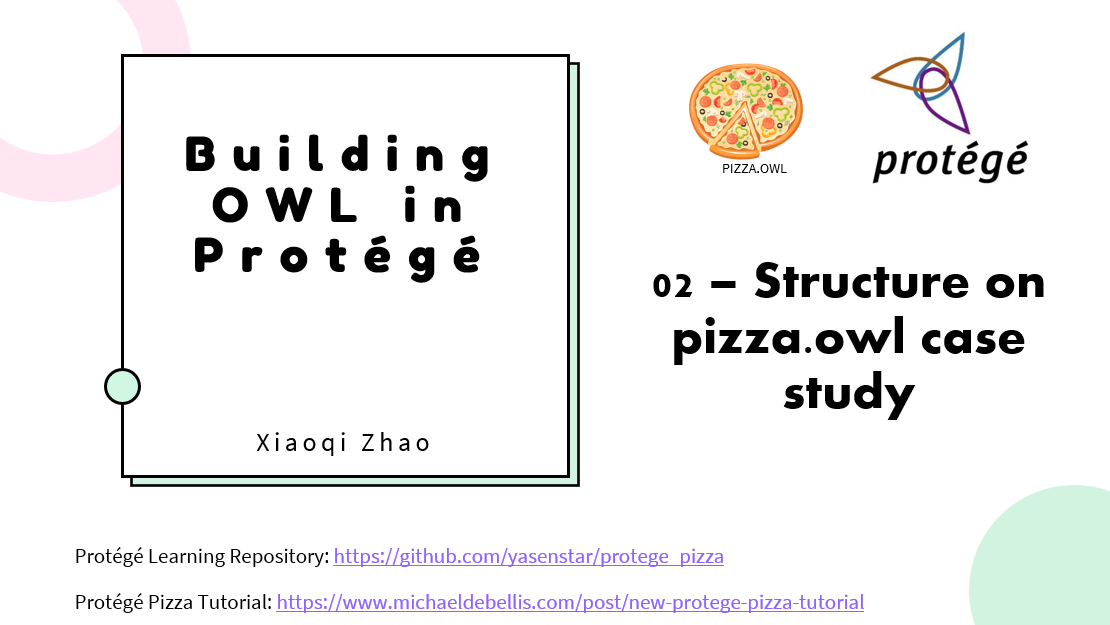 Building
OWL in
Protégé
Xiaoqi Zhao
PIZZA.OWL
protégé
02 – Structure on
pizza.owl case
study
Protégé Learning Repository: https://github.com/yasenstar/protege_pizza
Protégé Pizza Tutorial: https://www.michaeldebellis.com/post/new-protege-pizza-tutorial